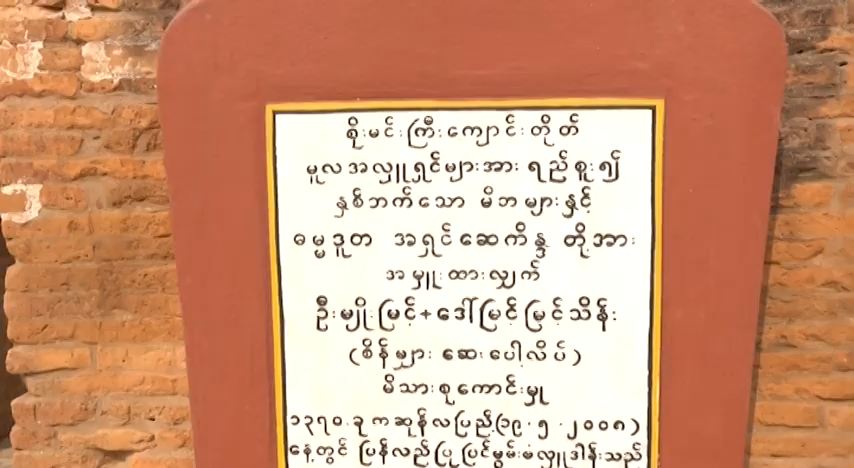 စိုးမင်းကြီးကျောင်းတိုတ်
မူလအလှူရှင်များအား ရည်စူး၍
နှစ်ဘက်သော မိဘများနှင့်
ဓမ္မဒူတ အရှင်ဆေကိန္ဒ တို့အား
အမှူးထားလျှက်
ဦးမျိုးမြင့်+ဒေါ်မြင့်မြင့်သိန်း
(စိန်မျှား ဆေးပေါ့လိပ်)
မိသားစုကောင်းမှု
၁၃၇၀ ခု ကဆုန်လပြည့်(၁၉.၅.၂၀၀၈)
နေ့တွင် ပြန်လည်ပြုပြင်မွမ်းမံလှူဒါန်းသည်